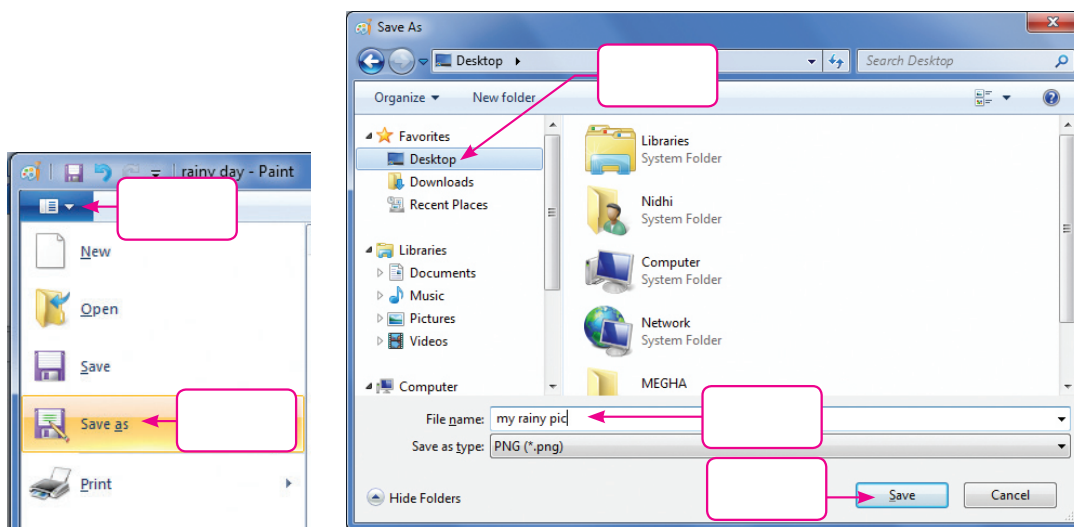 rainy day - Paint
New
Open
Save
Save as
Print
Save As
Desktop
Search Desktop
Organize
New folder
Favorites
Desktop
Downloads
Recent Places
Libraries
Documents
Music
Pictures
Videos
Computer
Libraries
System Folder
Nidhi
System Folder
Computer
System Folder
Network
System Folder
MEGHA
File name: my rainy pic
Save as type: PNG (*.png)
Hide Folders
Save
Cancel